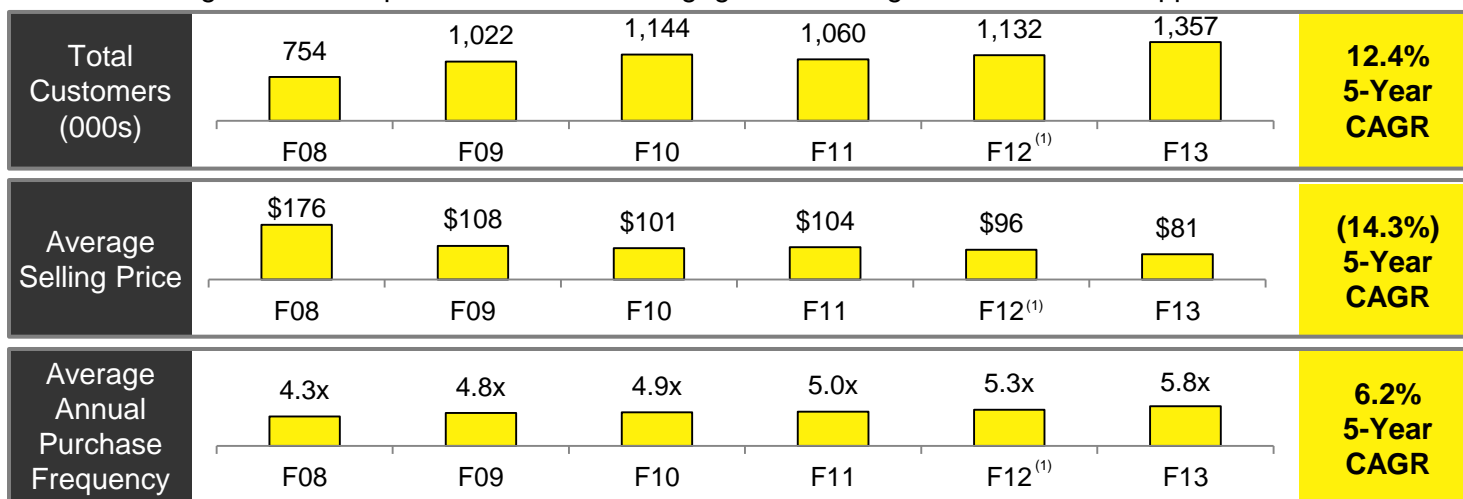 Total
Customers
(000s)
754
1,022
1,144
1,060
1,132
1,357
F08
F09
F10
F11
F12 (1)
F13
12.4%
5-Year
CAGR
Average
Selling Price
$176
$108
$101
$104
$96
$81
F08
F09
F10
F11
F12 (1)
F13
(14.3%)
5-Year
CAGR
Average
Annual
Purchase
Frequency
4.3x
4.8x
4.9x
5.0x
5.3x
5.8x
F08
F09
F10
F11
F12 (1)
F13
6.2%
5-Year
CAGR